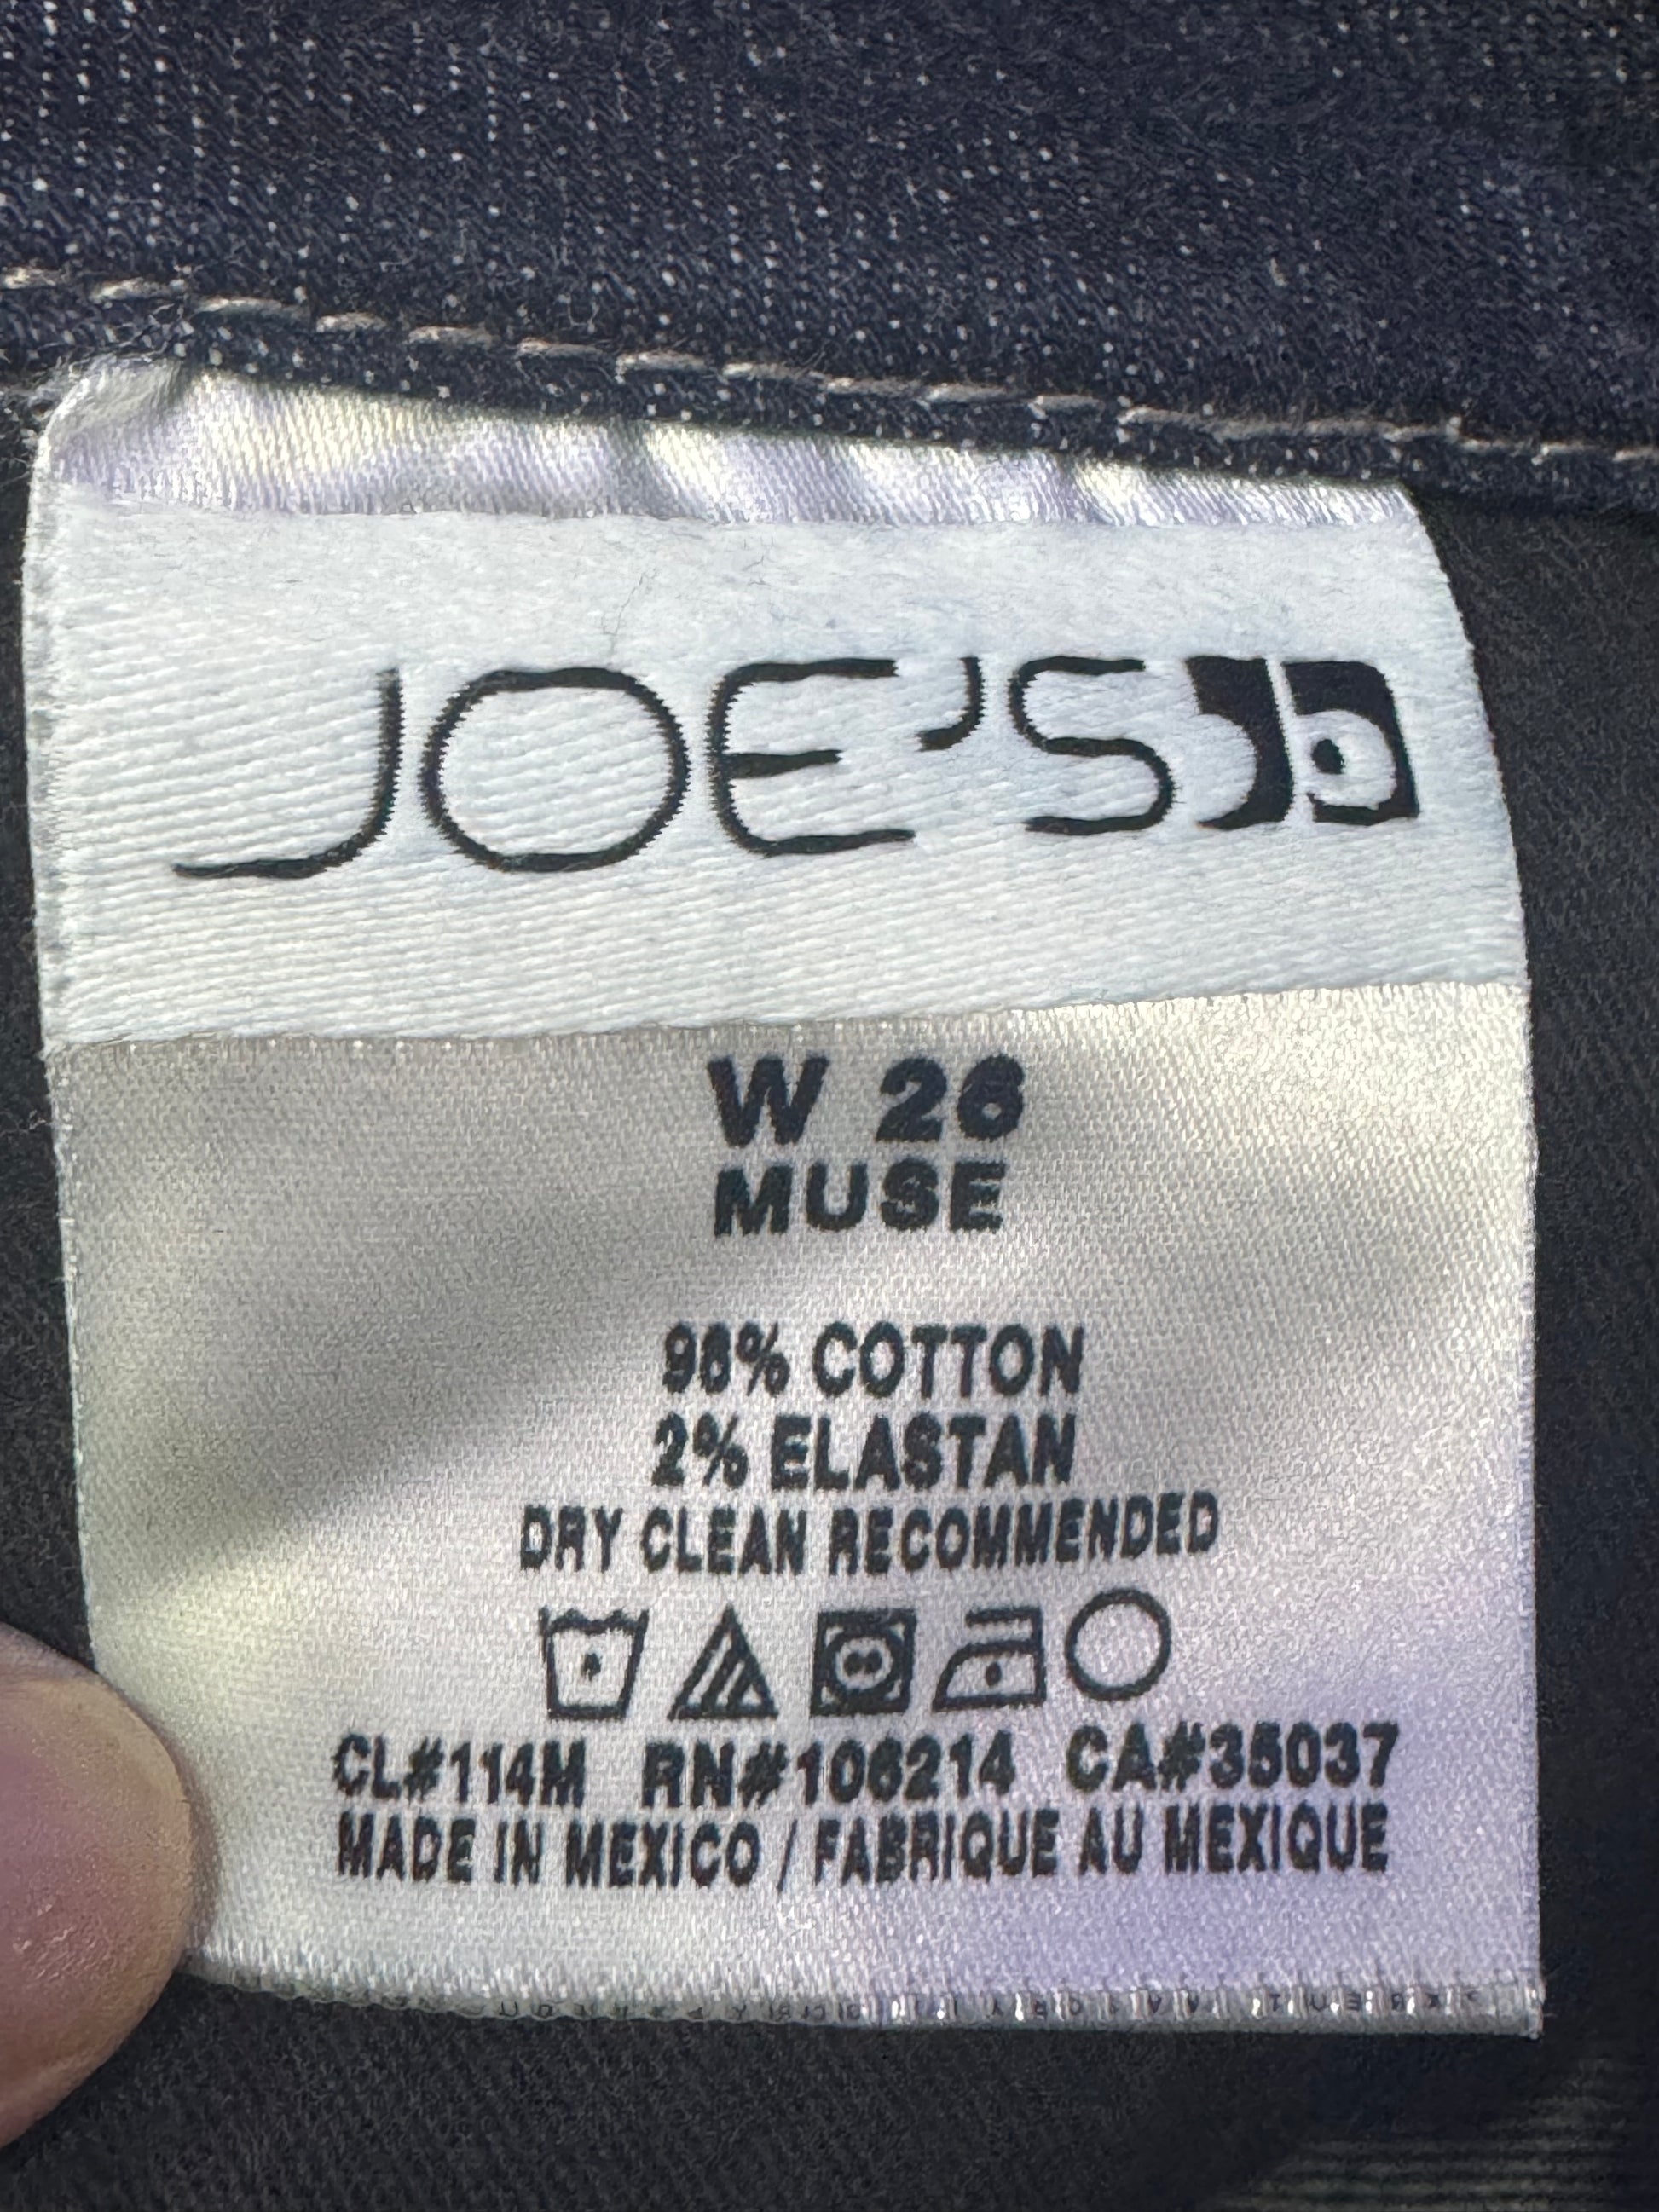 JOE'S
W 26
MUSE
98% COTTON
2% ELASTAN
DRY CLEAN RECOMMENDED
CL#114M RN#106214 CA#35037
MADE IN MEXICO / FABRIQUE AU MEXIQUE